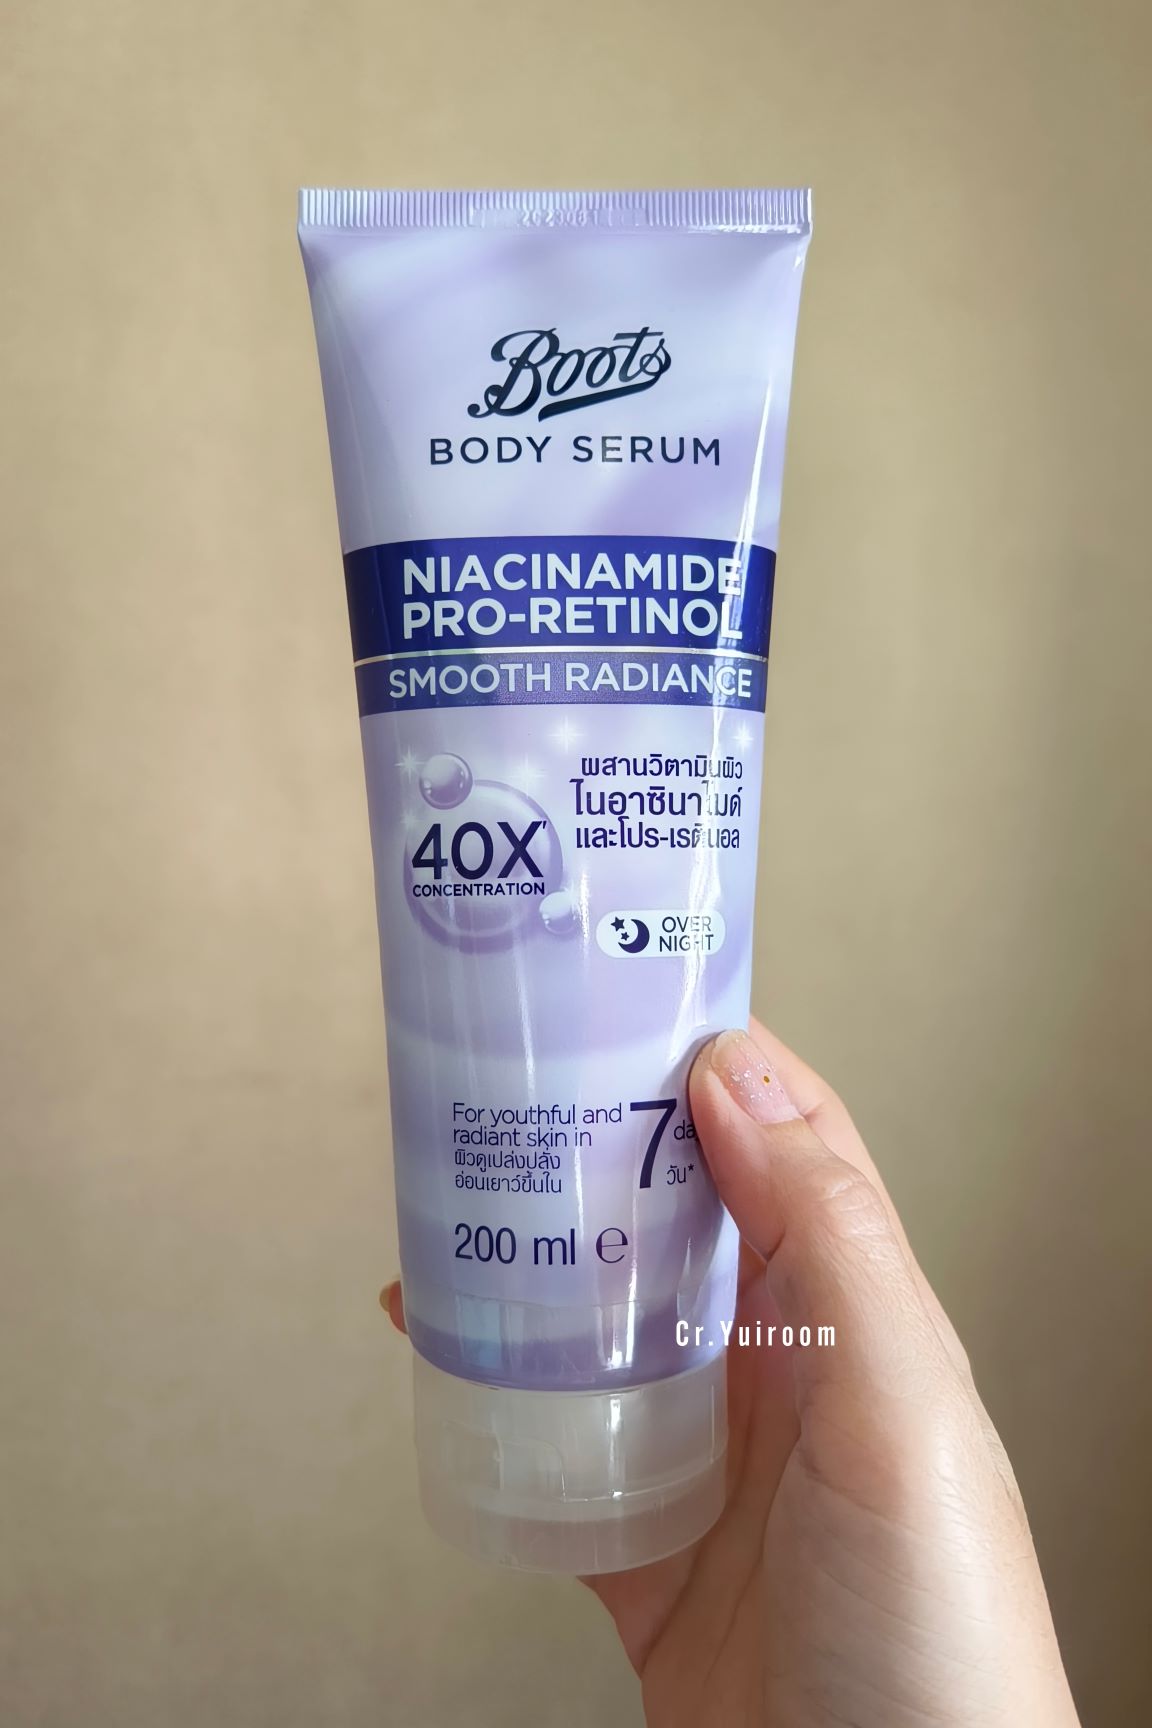 Boots
BODY SERUM
NIACINAMIDE
PRO-RETINOL
SMOOTH RADIANCE
ผสานวิตามินผิว
ไนอาซินาไมด์
และโปร-เรตินอล
40X'
CONCENTRATION
OVER
NIGHT
For youthful and
radiant skin in
ผิวดูเปล่งปลั่ง
อ่อนเยาว์ขึ้นใน
7
วัน*
200 ml ℮
Cr.Yuiroom